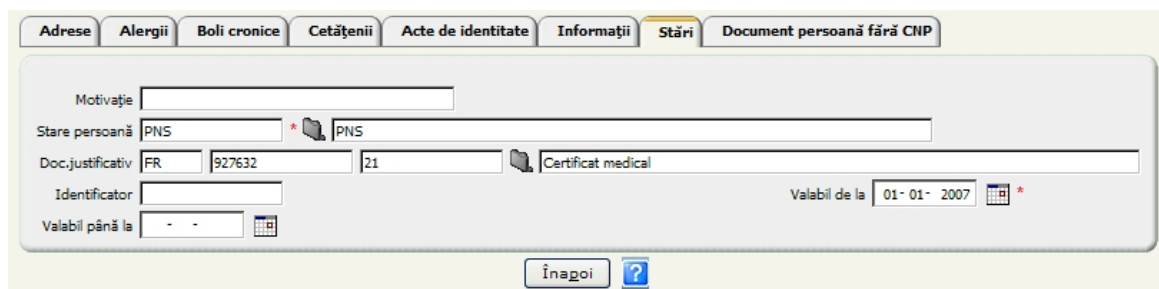 Adrese Alergii Boli cronice Cetățenii Acte de identitate Informații Stări Document persoană fără CNP
Motivație
Stare persoană PNS * PNS
Doc.justificativ FR 927632 21 Certificat medical
Identificator Valabil de la 01- 01- 2007 *
Valabil până la - -
Înapoi ?